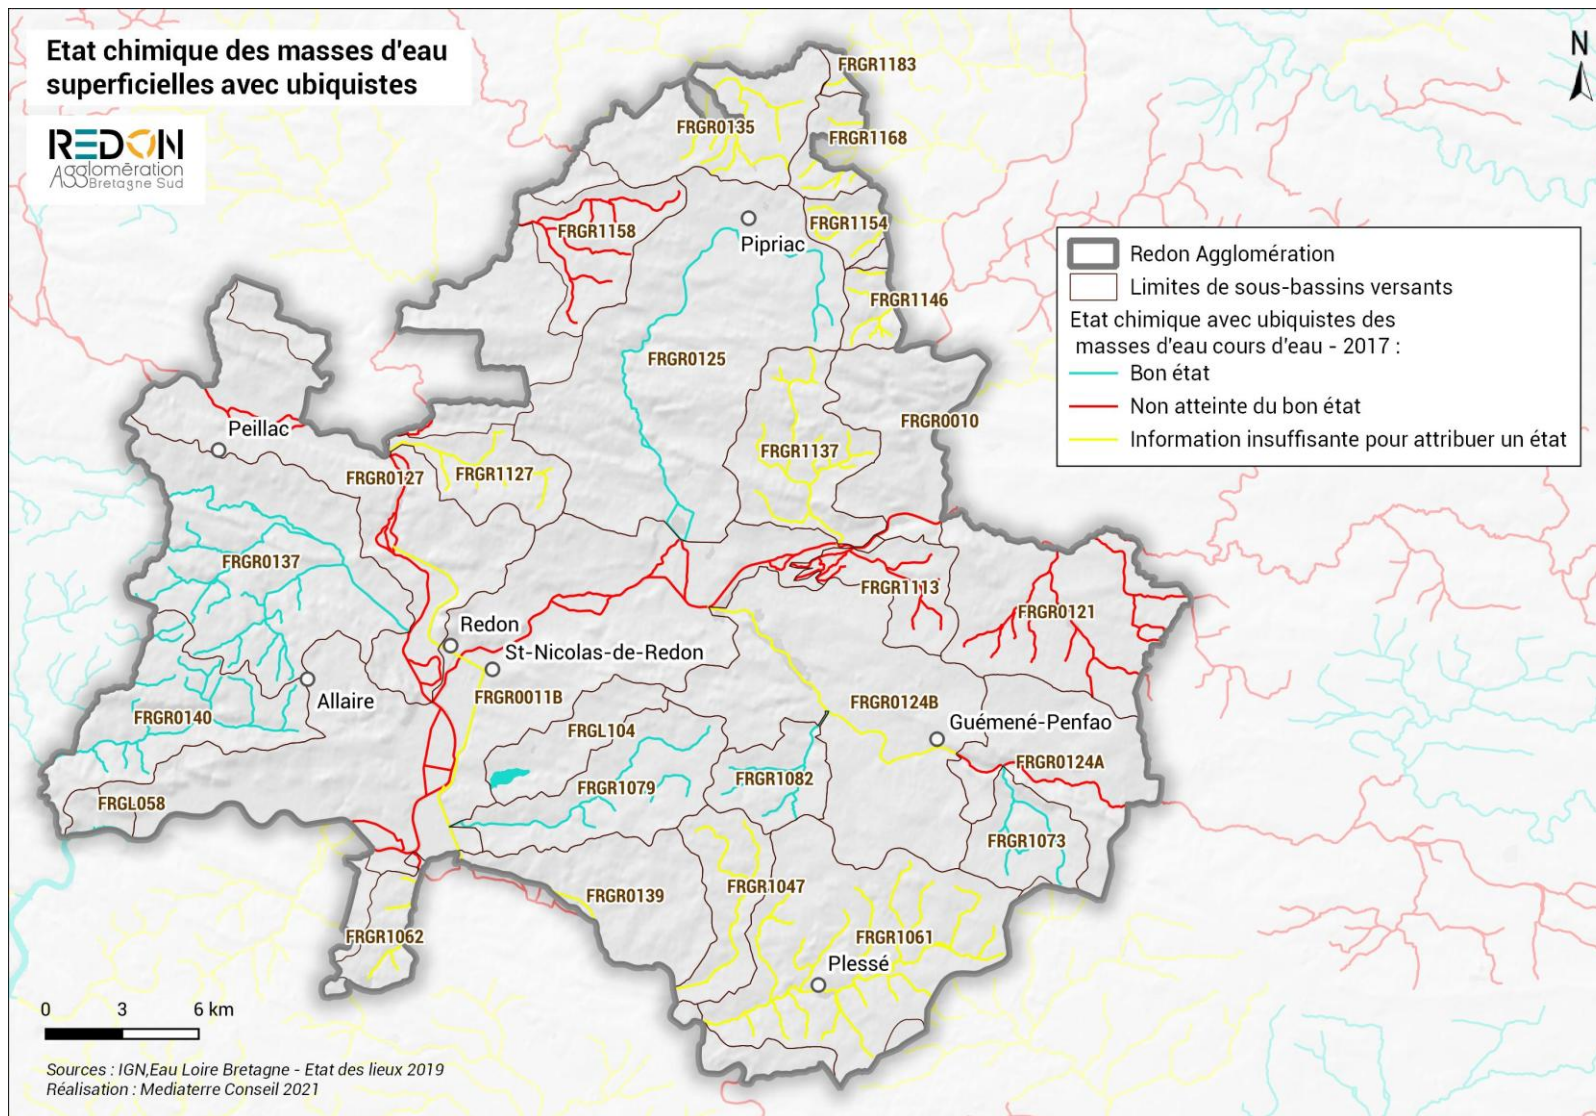 Etat chimique des masses d'eau
superficielles avec ubiquistes
REDON
Agglomération
Bretagne Sud
N
FRGR1183
FRGR0135
FRGR1168
FRGR1158
FRGR1154
Pipriac
FRGR1146
FRGR0125
FRGR0010
Peillac
FRGR0127
FRGR1127
FRGR1137
FRGR0137
FRGR1113
FRGR0121
Redon
St-Nicolas-de-Redon
Allaire
FRGR0011B
FRGR0140
FRGR0124B
Guémené-Penfao
FRGL104
FRGR0124A
FRGR1079
FRGR1082
FRGL058
FRGR1073
FRGR0139
FRGR1047
FRGR1062
FRGR1061
Plessé
Redon Agglomération
Limites de sous-bassins versants
Etat chimique avec ubiquistes des
masses d'eau cours d'eau - 2017 :
Bon état
Non atteinte du bon état
Information insuffisante pour attribuer un état
0 3 6 km
Sources : IGN,Eau Loire Bretagne - Etat des lieux 2019
Réalisation : Mediaterre Conseil 2021